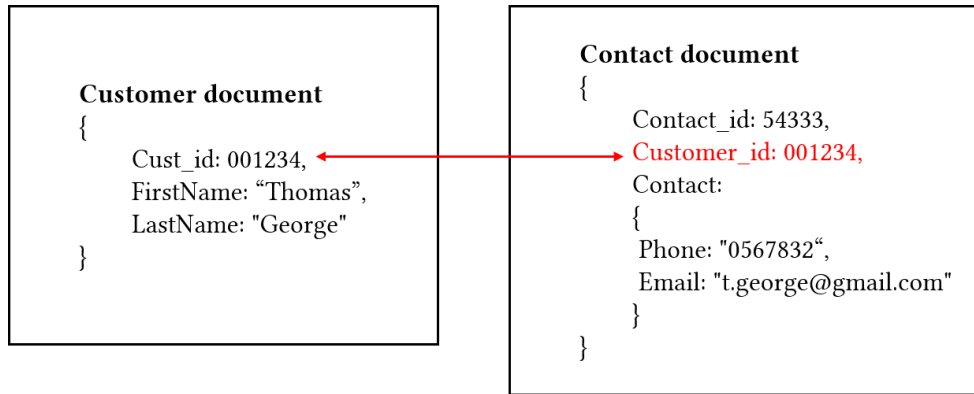 Customer document
{
Cust_id: 001234,
FirstName: “Thomas”,
LastName: "George"
}
Contact document
{
Contact_id: 54333,
Customer_id: 001234,
Contact:
{
Phone: "0567832“,
Email: "t.george@gmail.com"
}
}